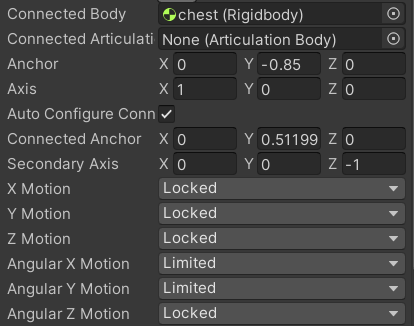 Connected Body chest (Rigidbody)
Connected Articulati None (Articulation Body)
Anchor X 0 Y -0.85 Z 0
Axis X 1 Y 0 Z 0
Auto Configure Conn
Connected Anchor X 0 Y 0.51199 Z 0
Secondary Axis X 0 Y 0 Z -1
X Motion Locked
Y Motion Locked
Z Motion Locked
Angular X Motion Limited
Angular Y Motion Limited
Angular Z Motion Locked